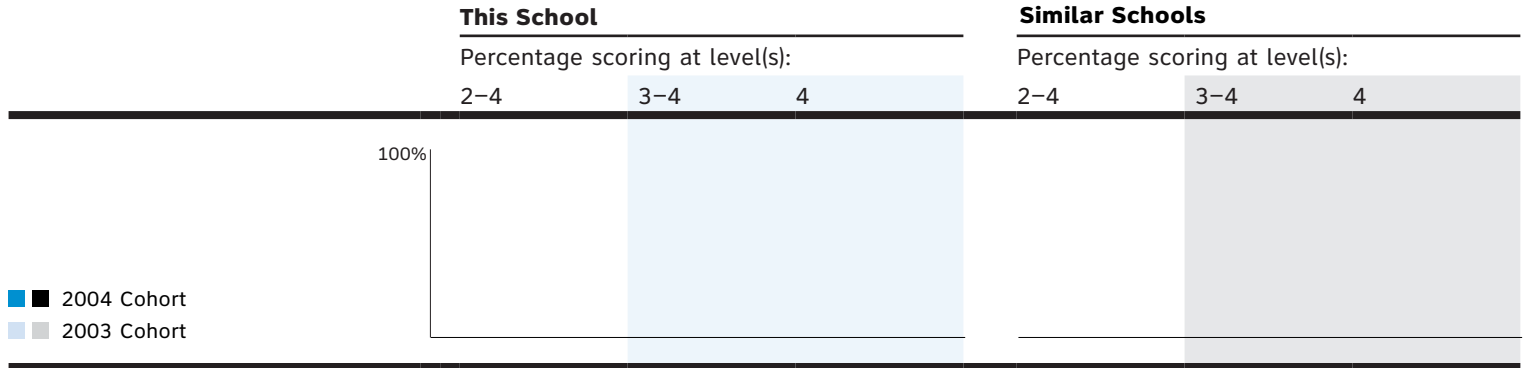 This School
Similar Schools
Percentage scoring at level(s):
Percentage scoring at level(s):
2–4 3–4 4
2–4 3–4 4
100%
2004 Cohort
2003 Cohort